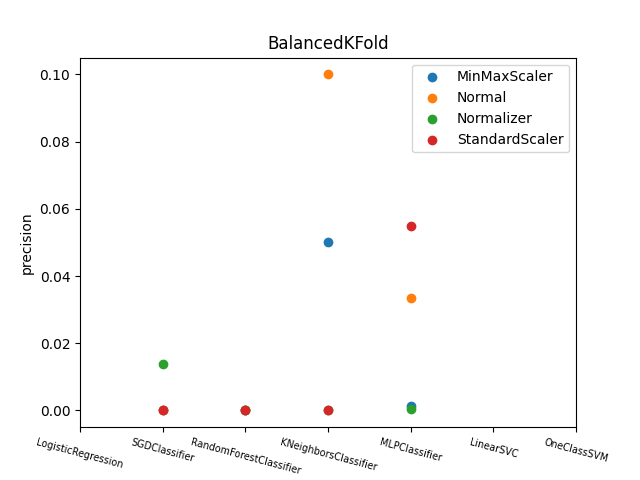 BalancedKFold
MinMaxScaler
Normal
Normalizer
StandardScaler
precision
0.10
0.08
0.06
0.04
0.02
0.00
LogisticRegression
SGDClassifier
RandomForestClassifier
KNeighborsClassifier
MLPClassifier
LinearSVC
OneClassSVM